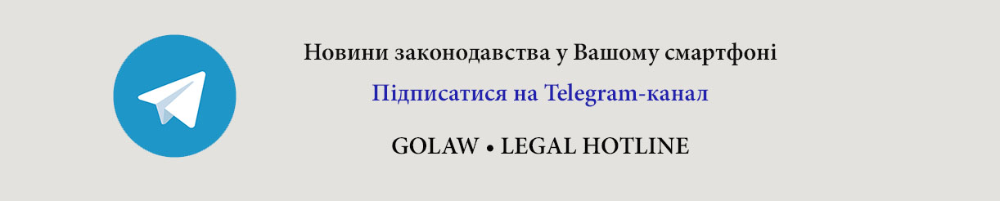 Новини законодавства у Вашому смартфоні
Підписатися на Telegram-канал
GOLAW • LEGAL HOTLINE